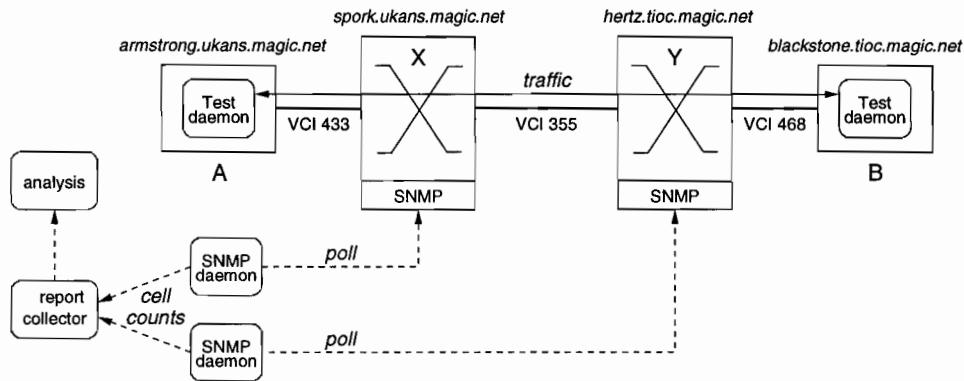 spork.ukans.magic.net
hertz.tioc.magic.net
armstrong.ukans.magic.net
blackstone.tioc.magic.net
X
Y
traffic
Test
daemon
VCI 433
VCI 355
VCI 468
Test
daemon
A
B
SNMP
SNMP
analysis
poll
SNMP
daemon
report
collector
cell
counts
poll
SNMP
daemon